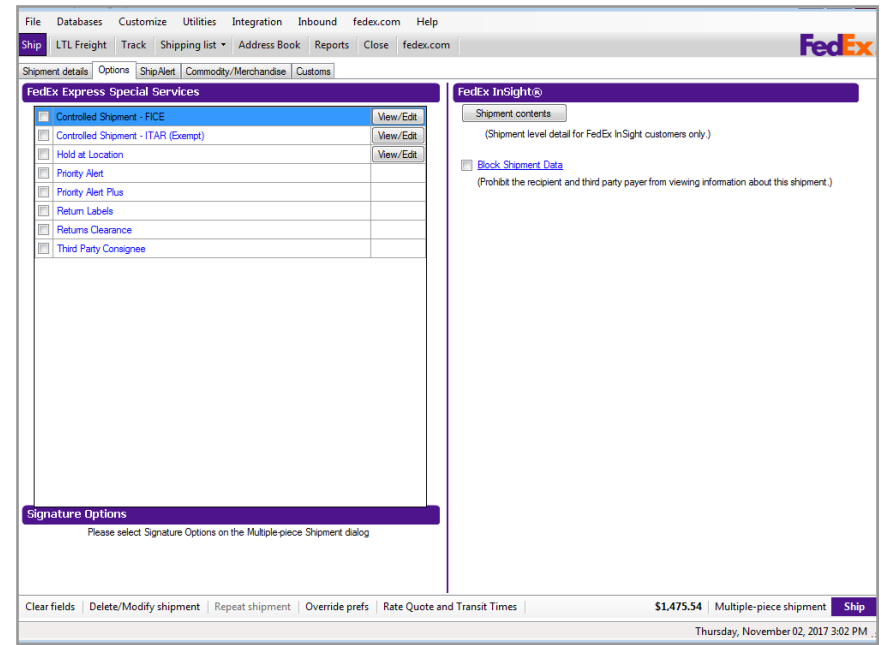 File Databases Customize Utilities Integration Inbound fedex.com Help
Ship LTL Freight Track Shipping list Address Book Reports Close fedex.com
FedEx
Shipment details Options ShipAlert Commodity/Merchandise Customs
FedEx Express Special Services
Controlled Shipment - FICE View/Edit
Controlled Shipment - ITAR (Exempt) View/Edit
Hold at Location View/Edit
Priority Alert
Priority Alert Plus
Return Labels
Returns Clearance
Third Party Consignee
Signature Options
Please select Signature Options on the Multiple-piece Shipment dialog
FedEx InSight®
Shipment contents
(Shipment level detail for FedEx InSight customers only.)
Block Shipment Data
(Prohibit the recipient and third party payer from viewing information about this shipment.)
Clear fields Delete/Modify shipment Repeat shipment Override prefs Rate Quote and Transit Times $1,475.54 Multiple-piece shipment Ship
Thursday, November 02, 2017 3:02 PM